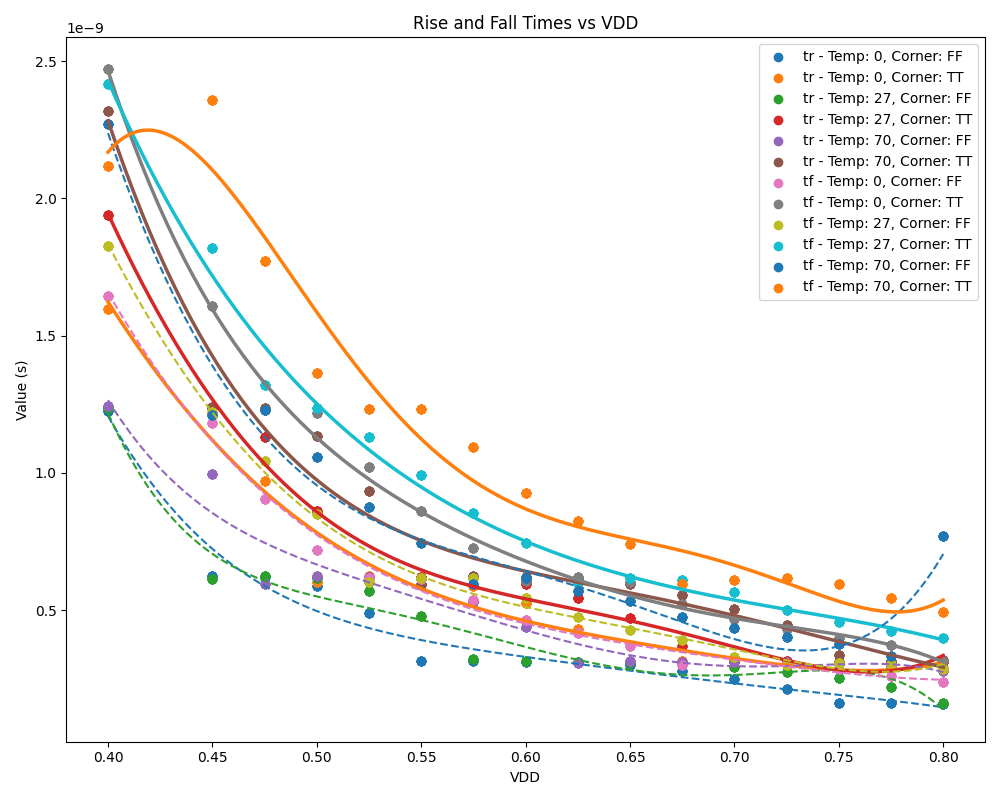 Rise and Fall Times vs VDD
1e−9
tr - Temp: 0, Corner: FF
tr - Temp: 0, Corner: TT
tr - Temp: 27, Corner: FF
tr - Temp: 27, Corner: TT
tr - Temp: 70, Corner: FF
tr - Temp: 70, Corner: TT
tf - Temp: 0, Corner: FF
tf - Temp: 0, Corner: TT
tf - Temp: 27, Corner: FF
tf - Temp: 27, Corner: TT
tf - Temp: 70, Corner: FF
tf - Temp: 70, Corner: TT
2.5
2.0
1.5
1.0
0.5
Value (s)
0.40 0.45 0.50 0.55 0.60 0.65 0.70 0.75 0.80
VDD